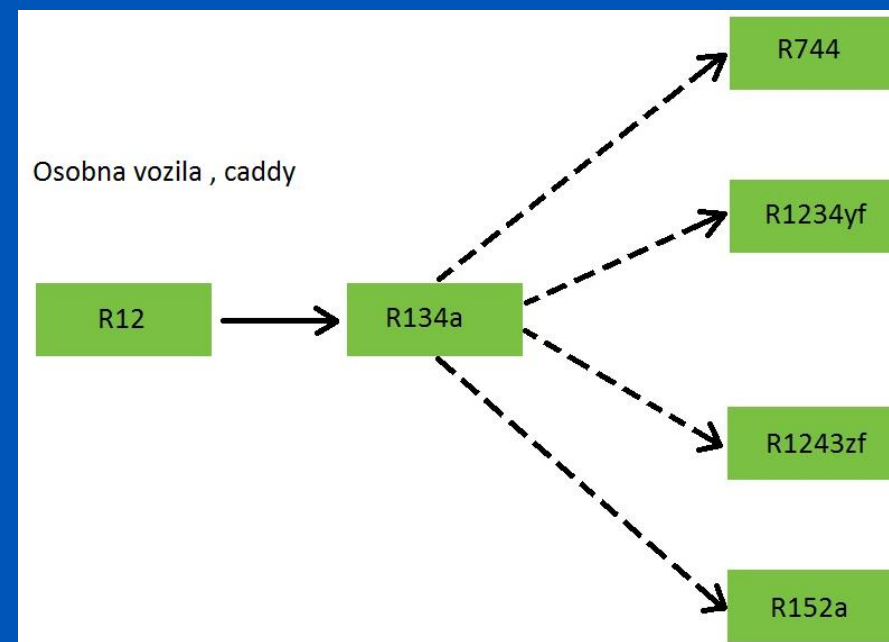 R744
Osobna vozila , caddy
R1234yf
R12
R134a
R1243zf
R152a